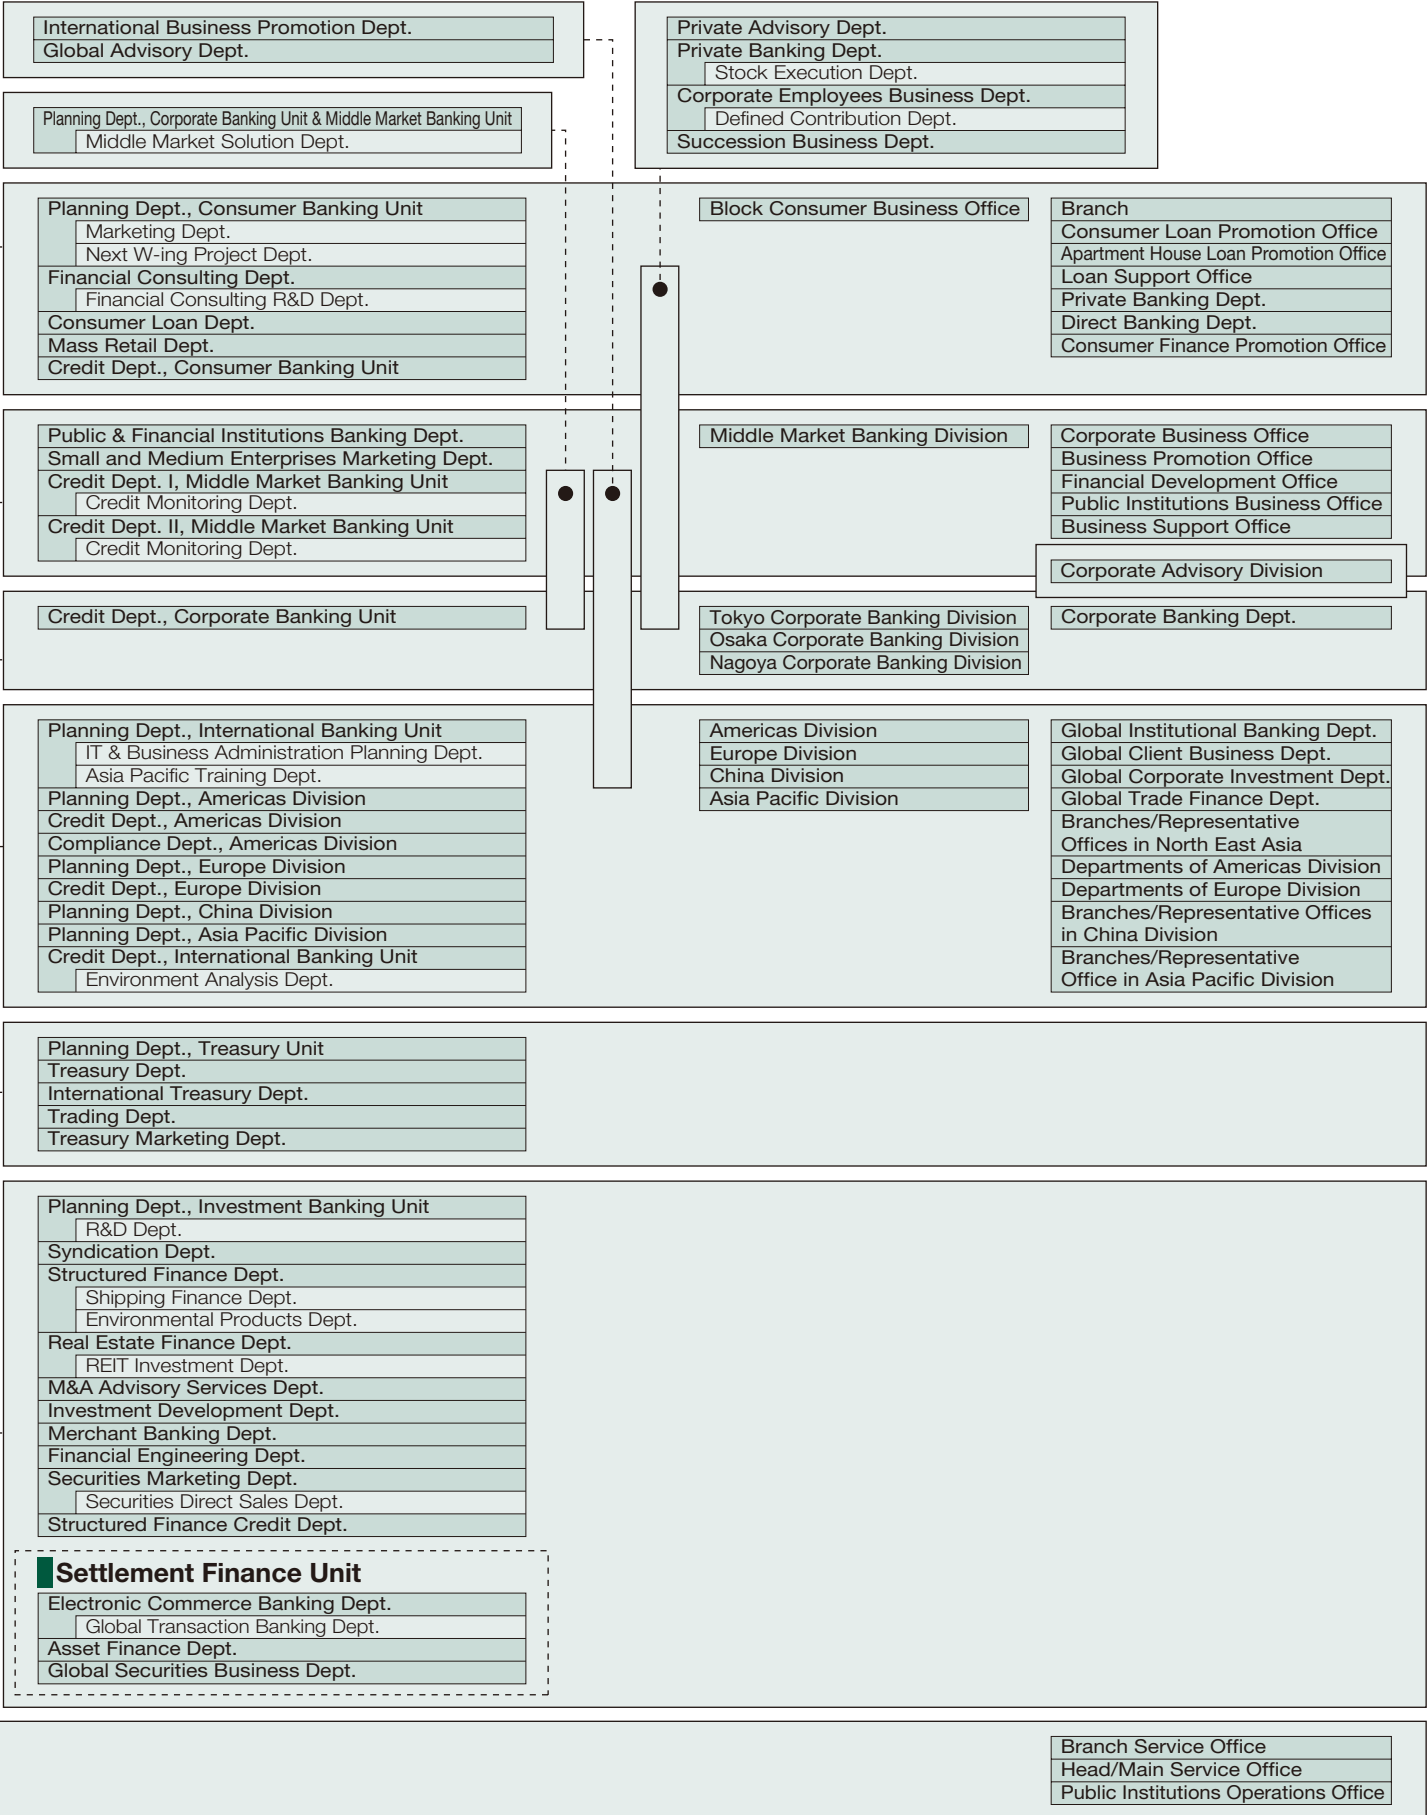 International Business Promotion Dept.
Global Advisory Dept.
Planning Dept., Corporate Banking Unit & Middle Market Banking Unit
Middle Market Solution Dept.
Private Advisory Dept.
Private Banking Dept.
Stock Execution Dept.
Corporate Employees Business Dept.
Defined Contribution Dept.
Succession Business Dept.
Planning Dept., Consumer Banking Unit
Marketing Dept.
Next W-ing Project Dept.
Financial Consulting Dept.
Financial Consulting R&D Dept.
Consumer Loan Dept.
Mass Retail Dept.
Credit Dept., Consumer Banking Unit
Block Consumer Business Office
Branch
Consumer Loan Promotion Office
Apartment House Loan Promotion Office
Loan Support Office
Private Banking Dept.
Direct Banking Dept.
Consumer Finance Promotion Office
Public & Financial Institutions Banking Dept.
Small and Medium Enterprises Marketing Dept.
Credit Dept. I, Middle Market Banking Unit
Credit Monitoring Dept.
Credit Dept. II, Middle Market Banking Unit
Credit Monitoring Dept.
Middle Market Banking Division
Corporate Business Office
Business Promotion Office
Financial Development Office
Public Institutions Business Office
Business Support Office
Corporate Advisory Division
Credit Dept., Corporate Banking Unit
Tokyo Corporate Banking Division
Osaka Corporate Banking Division
Nagoya Corporate Banking Division
Corporate Banking Dept.
Planning Dept., International Banking Unit
IT & Business Administration Planning Dept.
Asia Pacific Training Dept.
Planning Dept., Americas Division
Credit Dept., Americas Division
Compliance Dept., Americas Division
Planning Dept., Europe Division
Credit Dept., Europe Division
Planning Dept., China Division
Planning Dept., Asia Pacific Division
Credit Dept., International Banking Unit
Environment Analysis Dept.
Americas Division
Europe Division
China Division
Asia Pacific Division
Global Institutional Banking Dept.
Global Client Business Dept.
Global Corporate Investment Dept.
Global Trade Finance Dept.
Branches/Representative
Offices in North East Asia
Departments of Americas Division
Departments of Europe Division
Branches/Representative Offices
in China Division
Branches/Representative
Office in Asia Pacific Division
Planning Dept., Treasury Unit
Treasury Dept.
International Treasury Dept.
Trading Dept.
Treasury Marketing Dept.
Planning Dept., Investment Banking Unit
R&D Dept.
Syndication Dept.
Structured Finance Dept.
Shipping Finance Dept.
Environmental Products Dept.
Real Estate Finance Dept.
REIT Investment Dept.
M&A Advisory Services Dept.
Investment Development Dept.
Merchant Banking Dept.
Financial Engineering Dept.
Securities Marketing Dept.
Securities Direct Sales Dept.
Structured Finance Credit Dept.
Settlement Finance Unit
Electronic Commerce Banking Dept.
Global Transaction Banking Dept.
Asset Finance Dept.
Global Securities Business Dept.
Branch Service Office
Head/Main Service Office
Public Institutions Operations Office